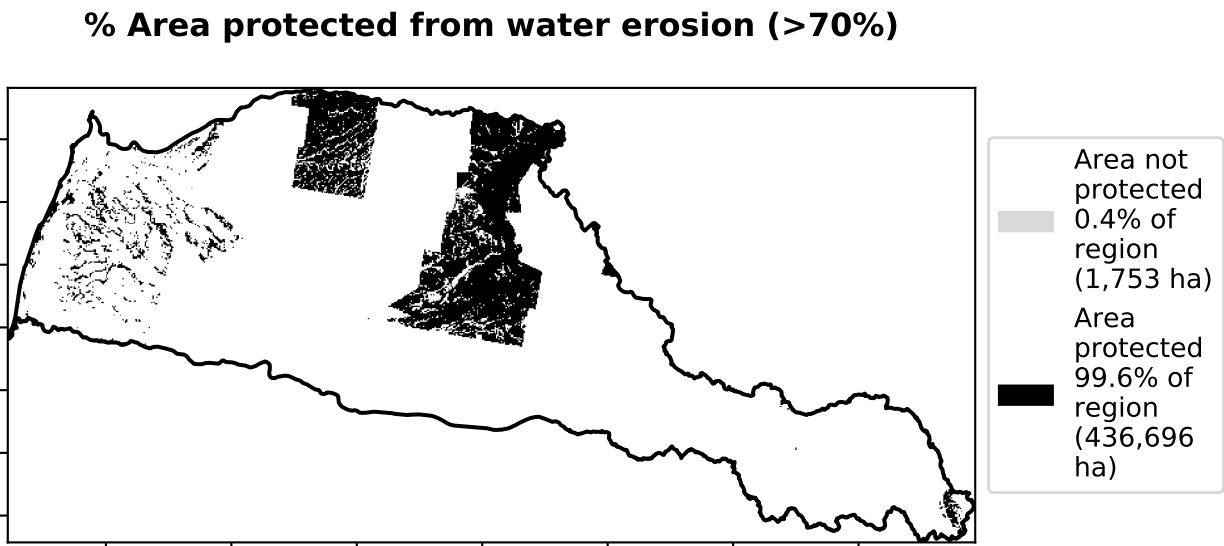 % Area protected from water erosion (>70%)
Area not
protected
0.4% of
region
(1,753 ha)
Area
protected
99.6% of
region
(436,696
ha)